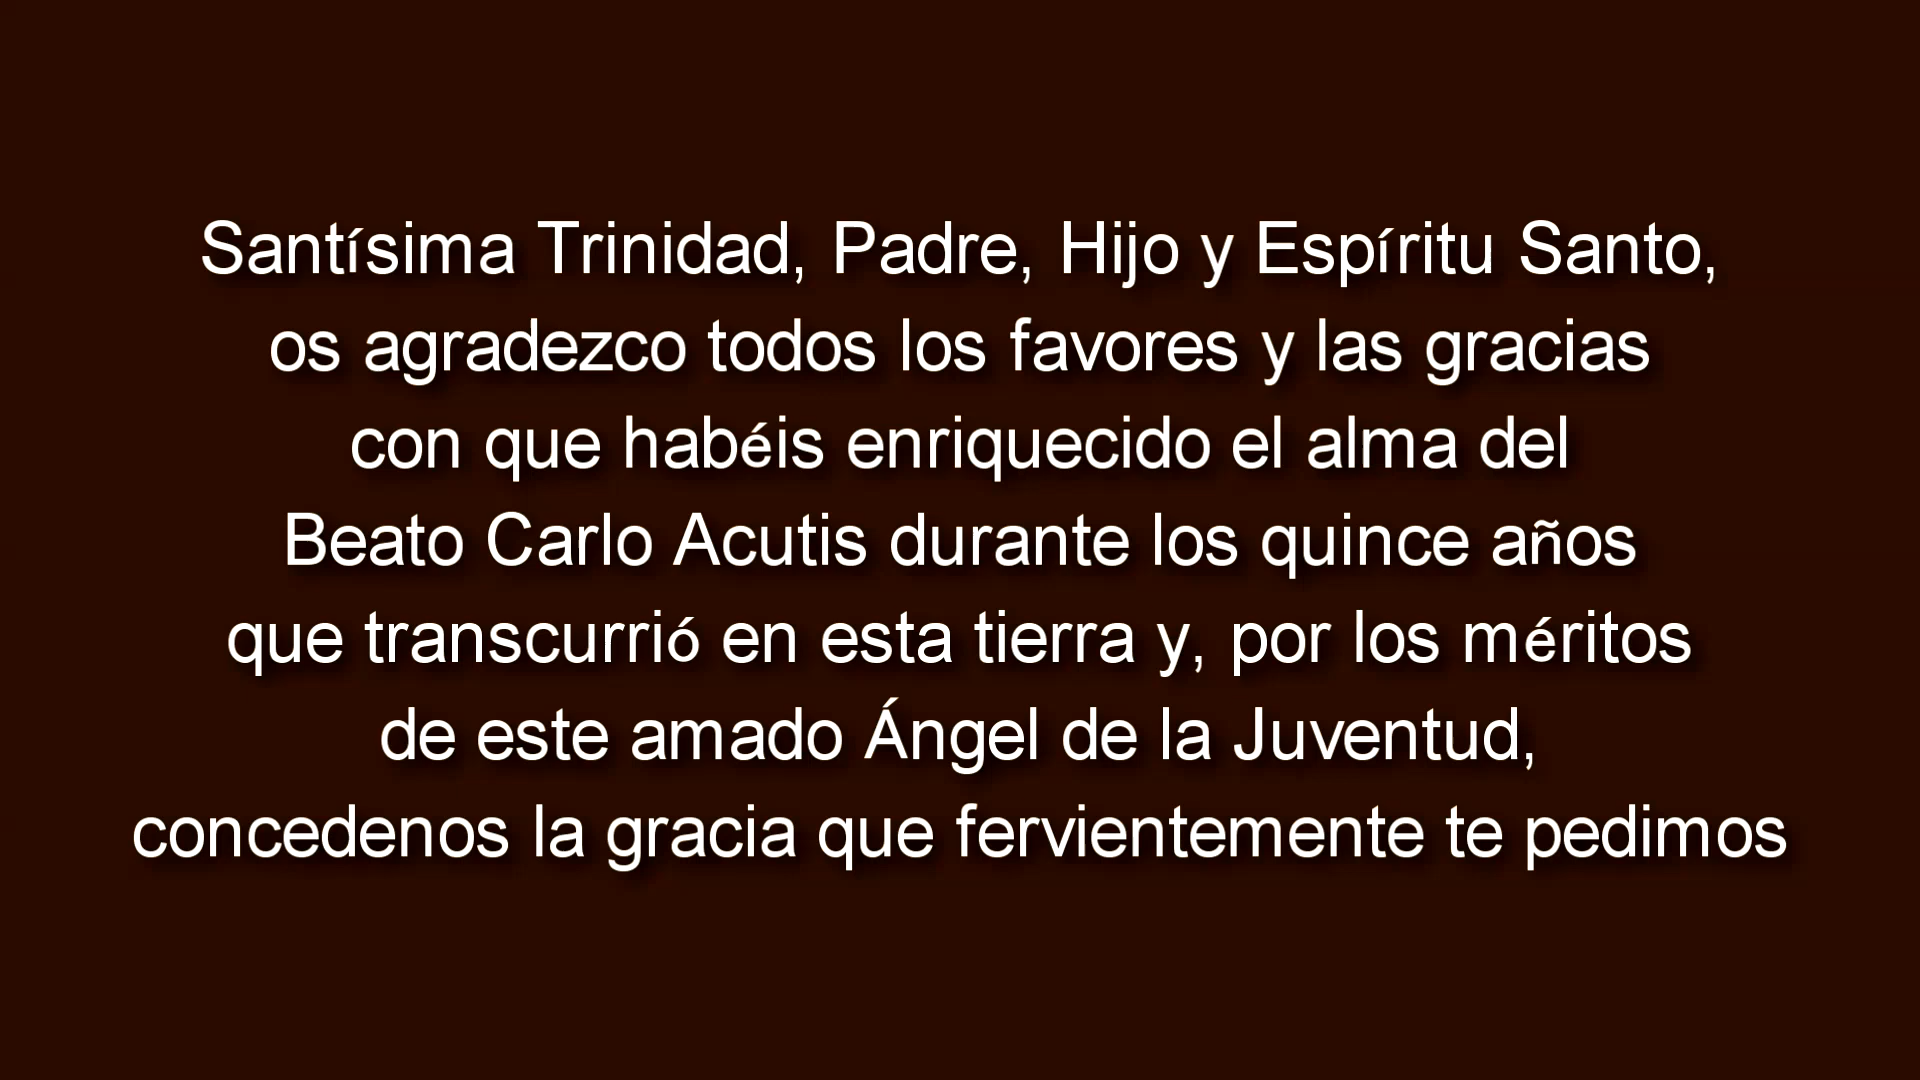 Santísima Trinidad, Padre, Hijo y Espíritu Santo,
os agradezco todos los favores y las gracias
con que habéis enriquecido el alma del
Beato Carlo Acutis durante los quince años
que transcurrió en esta tierra y, por los méritos
de este amado Ángel de la Juventud,
concedenos la gracia que fervientemente te pedimos